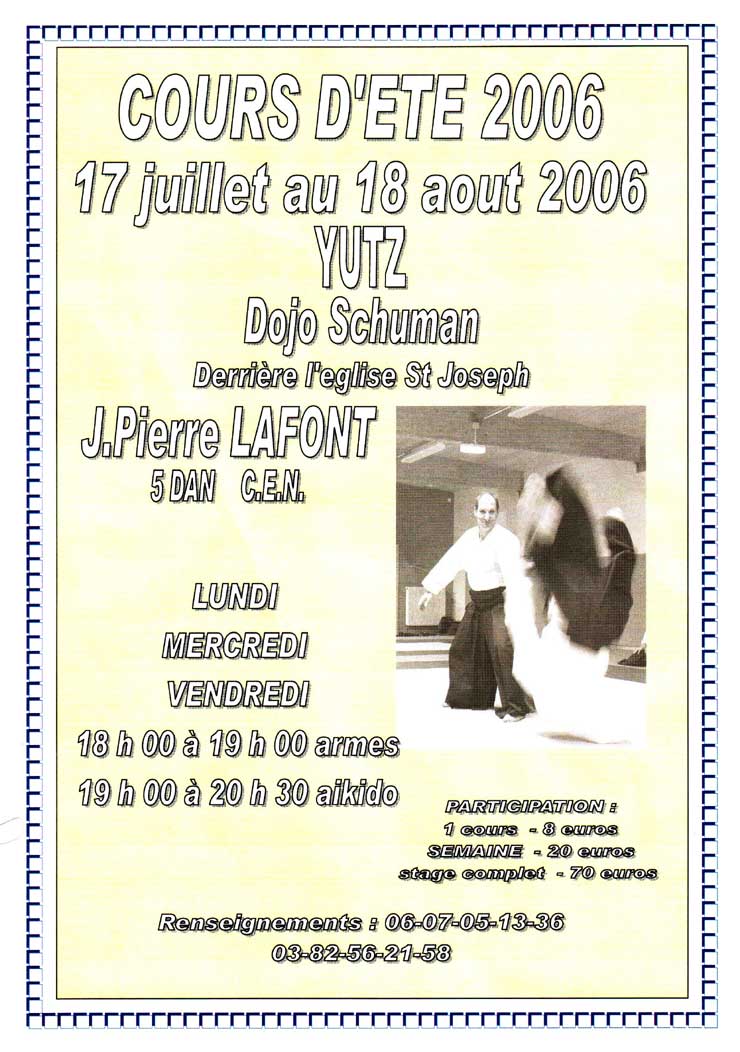 COURS D'ETE 2006
17 juillet au 18 aout 2006
YUTZ
Dojo Schuman
Derrière l'eglise St Joseph
J.Pierre LAFONT
5 DAN C.E.N.
LUNDI
MERCREDI
VENDREDI
18 h 00 à 19 h 00 armes
19 h 00 à 20 h 30 aikido
PARTICIPATION :
1 cours - 8 euros
SEMAINE - 20 euros
stage complet - 70 euros
Renseignements : 06-07-05-13-36
03-82-56-21-58